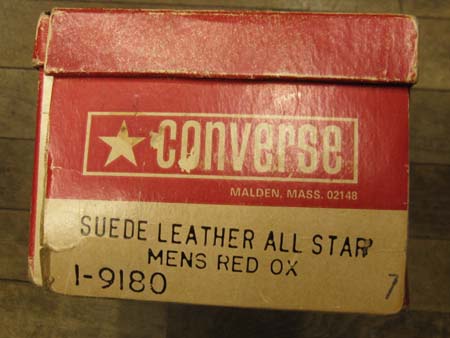 converse
MALDEN, MASS. 02148
SUEDE LEATHER ALL STAR
MENS RED OX
1-9180
7